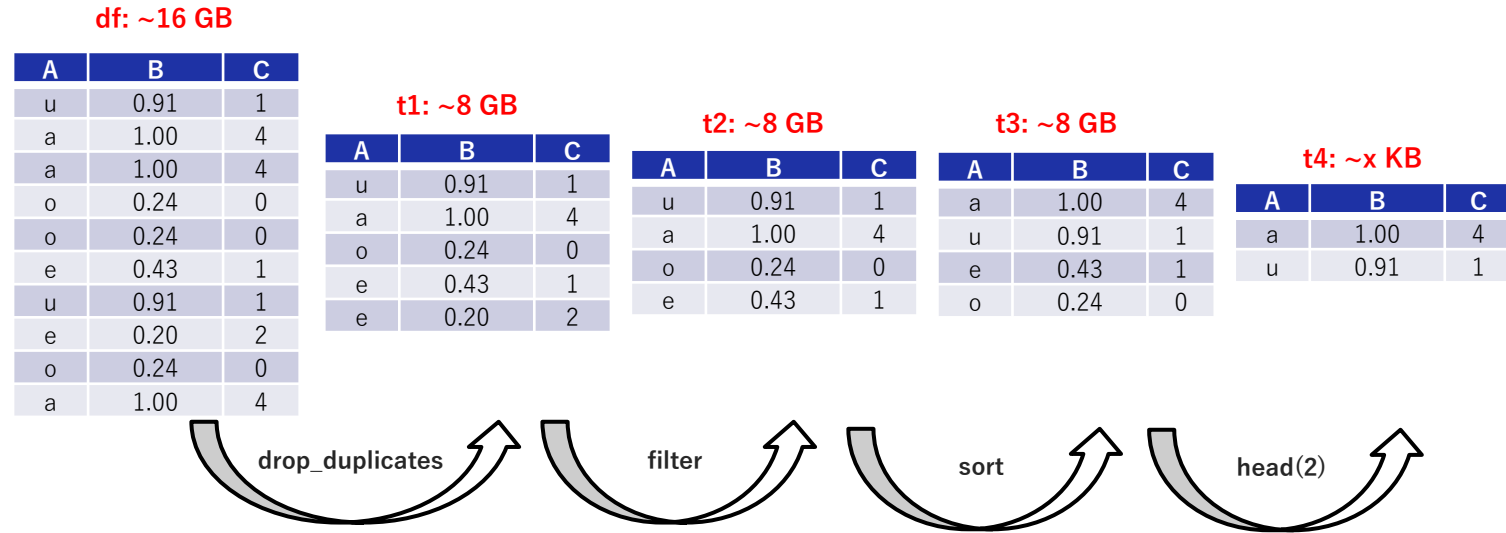 df: ~16 GB
A B C
u 0.91 1
a 1.00 4
a 1.00 4
o 0.24 0
o 0.24 0
e 0.43 1
u 0.91 1
e 0.20 2
o 0.24 0
a 1.00 4
t1: ~8 GB
A B C
u 0.91 1
a 1.00 4
o 0.24 0
e 0.43 1
e 0.20 2
t2: ~8 GB
A B C
u 0.91 1
a 1.00 4
o 0.24 0
e 0.43 1
t3: ~8 GB
A B C
a 1.00 4
u 0.91 1
e 0.43 1
o 0.24 0
t4: ~x KB
A B C
a 1.00 4
u 0.91 1
drop_duplicates
filter
sort
head(2)